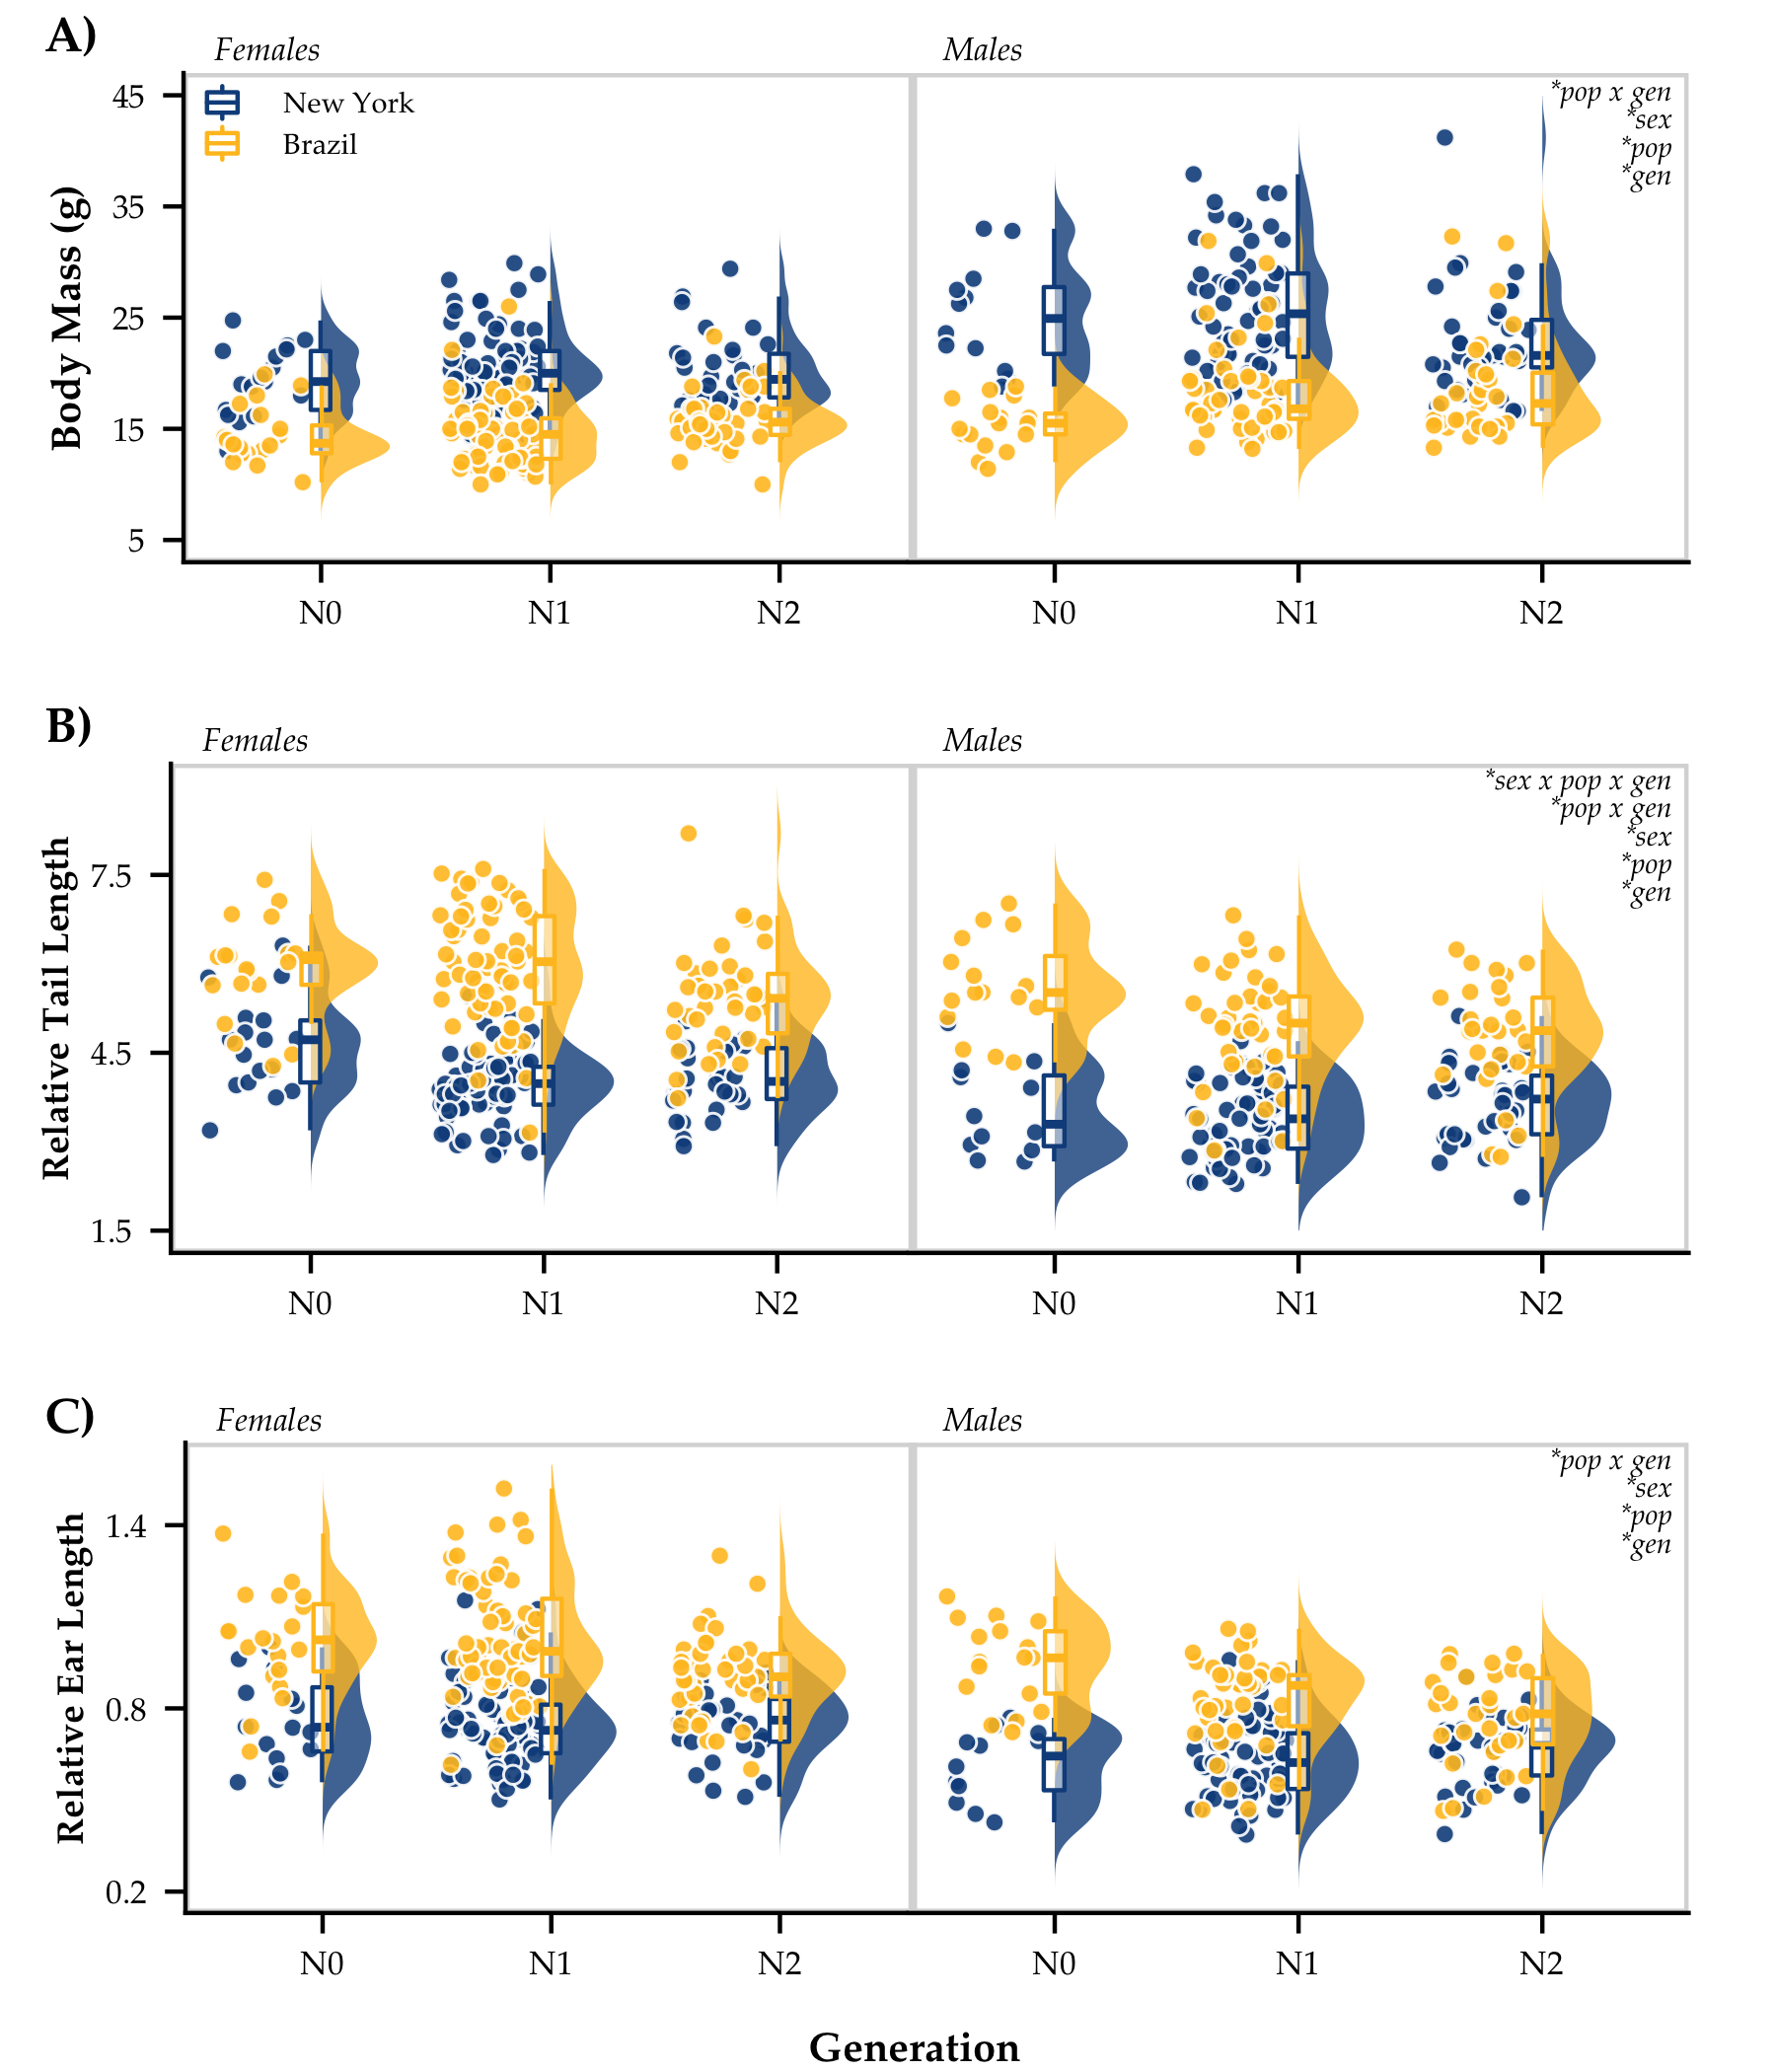 A)
Females
Males
New York
Brazil
*pop x gen
*sex
*pop
*gen
Body Mass (g)
45
35
25
15
5
N0
N1
N2
N0
N1
N2
B)
Females
Males
*sex x pop x gen
*pop x gen
*sex
*pop
*gen
Relative Tail Length
7.5
4.5
1.5
N0
N1
N2
N0
N1
N2
C)
Females
Males
*pop x gen
*sex
*pop
*gen
Relative Ear Length
1.4
0.8
0.2
N0
N1
N2
N0
N1
N2
Generation